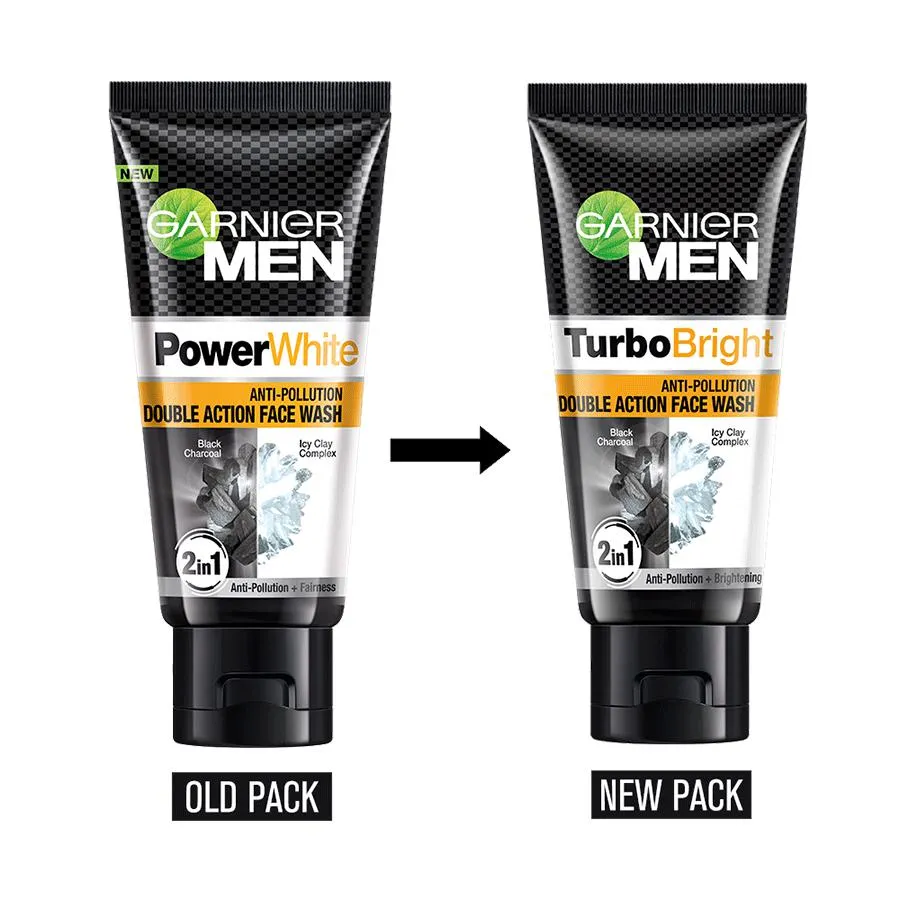 NEW
GARNIER
MEN
PowerWhite
ANTI-POLLUTION
DOUBLE ACTION FACE WASH
Black
Charcoal
Icy Clay
Complex
2in1
Anti-Pollution + Fairness
OLD PACK
GARNIER
MEN
TurboBright
ANTI-POLLUTION
DOUBLE ACTION FACE WASH
Black
Charcoal
Icy Clay
Complex
2in1
Anti-Pollution + Brightening
NEW PACK